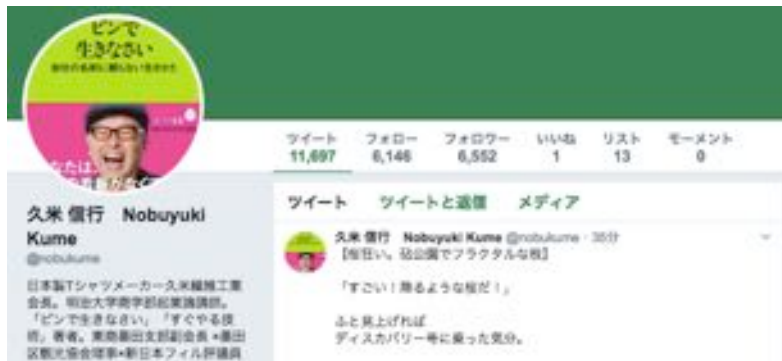 ピンで
生きなさい
ツイート フォロー フォロワー いいね リスト モーメント
11,697 6,146 6,552 1 13 0
ツイート ツイートと返信 メディア
久米 信行 Nobuyuki
Kume
@nobukume
日本製Tシャツメーカー久米繊維工業
会長。明治大学商学部起業論講師。
「ピンで生きなさい」「すぐやる技
術」著者。東商墨田支部副会長•墨田
区観光協会理事•新日本フィル評議員
久米 信行 Nobuyuki Kume @nobukume · 35分
【桜狂い。砧公園でフラクタルな桜】
「すごい！降るような桜だ！」
ふと見上げれば
ディスカバリー号に乗った気分。